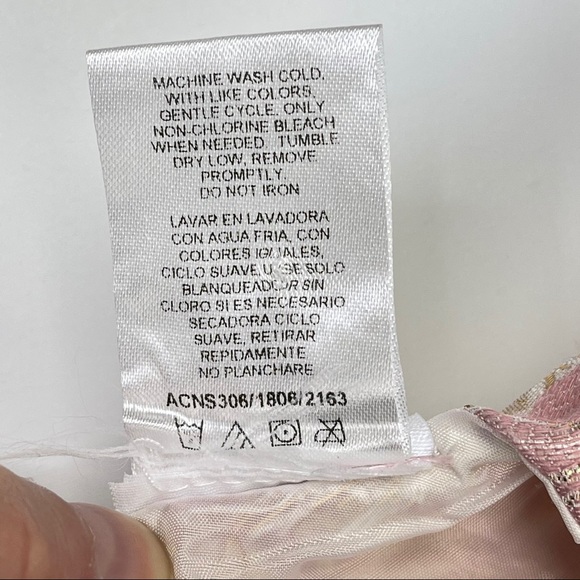 MACHINE WASH COLD,
WITH LIKE COLORS,
GENTLE CYCLE, ONLY
NON-CHLORINE BLEACH
WHEN NEEDED. TUMBLE
DRY LOW, REMOVE
PROMPTLY.
DO NOT IRON
LAVAR EN LAVADORA
CON AGUA FRIA, CON
COLORES IGUALES,
CICLO SUAVE, USE SOLO
BLANQUEADOR SIN
CLORO SI ES NECESARIO
SECADORA CICLO
SUAVE, RETIRAR
REPIDAMENTE
NO PLANCHARE
ACNS306/1806/2163